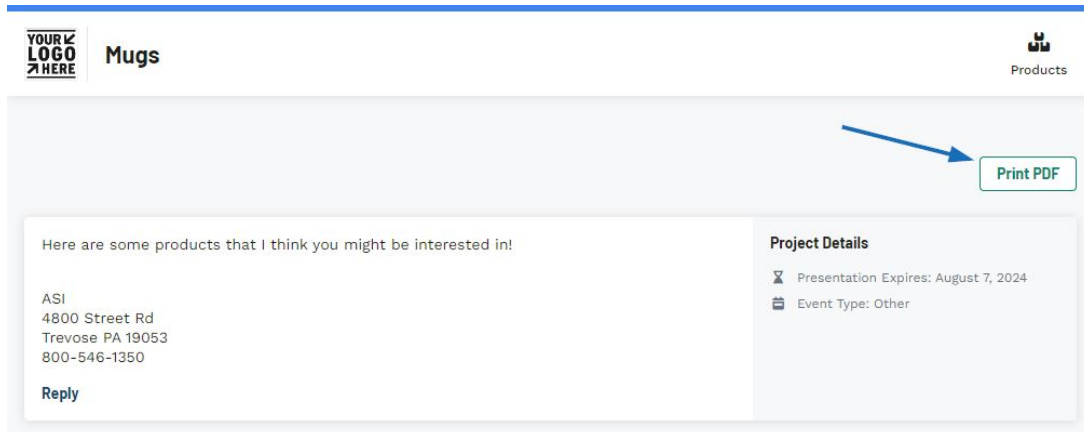 YOUR
LOGO
HERE
Mugs
Products
Print PDF
Here are some products that I think you might be interested in!
ASI
4800 Street Rd
Trevose PA 19053
800-546-1350
Reply
Project Details
Presentation Expires: August 7, 2024
Event Type: Other